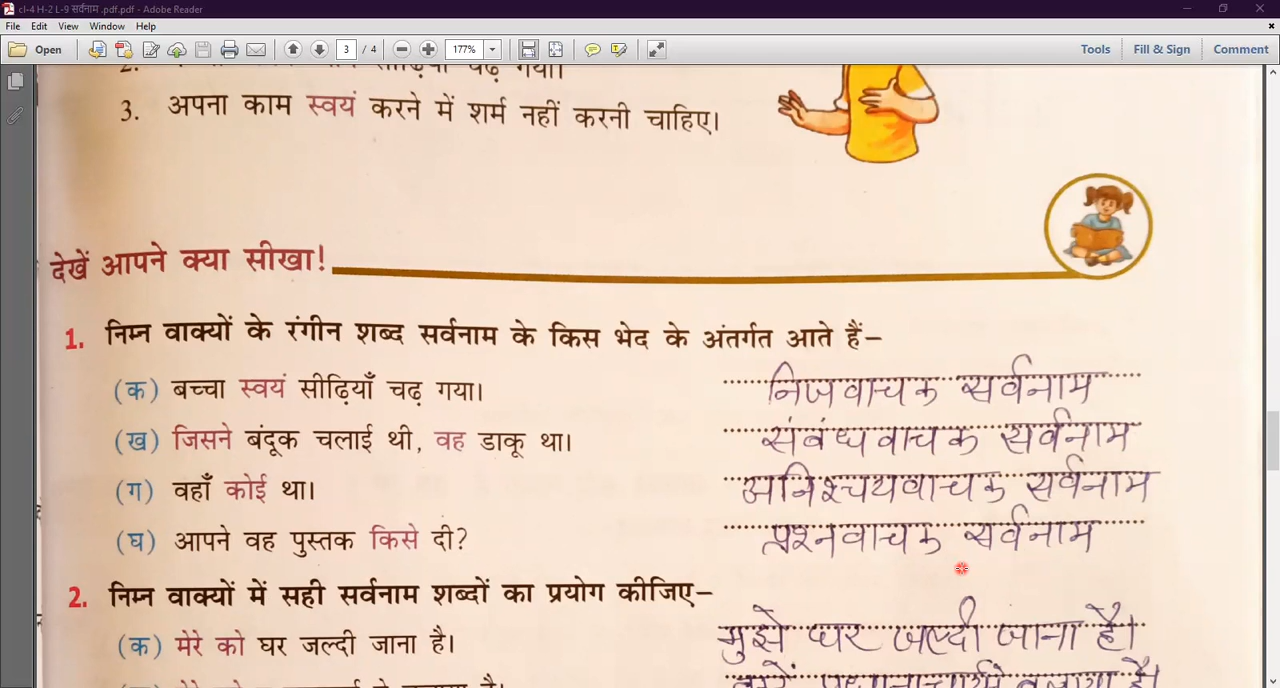 cl-4 H-2 L-9 सर्वनाम .pdf.pdf - Adobe Reader
File Edit View Window Help
Open 3 / 4 177% Tools Fill & Sign Comment
2. सीढ़ियाँ चढ़ गया।
3. अपना काम स्वयं करने में शर्म नहीं करनी चाहिए।
देखें आपने क्या सीखा!
1. निम्न वाक्यों के रंगीन शब्द सर्वनाम के किस भेद के अंतर्गत आते हैं–
(क) बच्चा स्वयं सीढ़ियाँ चढ़ गया। निजवाचक सर्वनाम
(ख) जिसने बंदूक चलाई थी, वह डाकू था। संबंधवाचक सर्वनाम
(ग) वहाँ कोई था। अनिश्चयवाचक सर्वनाम
(घ) आपने वह पुस्तक किसे दी? प्रश्नवाचक सर्वनाम
2. निम्न वाक्यों में सही सर्वनाम शब्दों का प्रयोग कीजिए–
(क) मेरे को घर जल्दी जाना है। मुझे घर जल्दी जाना है।